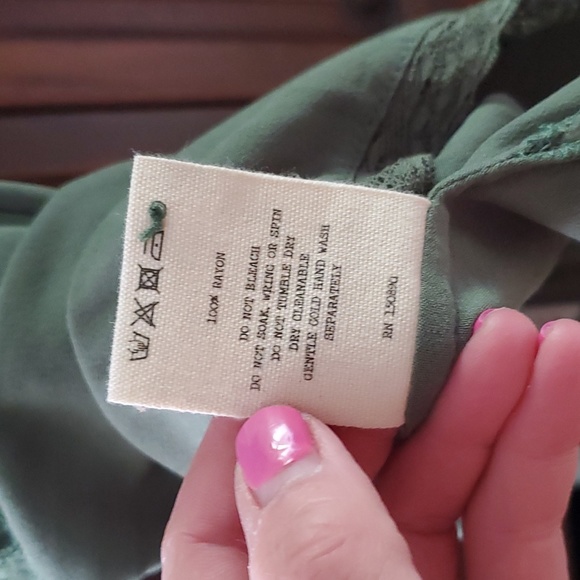 100% RAYON
DO NOT BLEACH
DO NOT SOAK, WRING OR SPIN
DO NOT TUMBLE DRY
DRY CLEANABLE
GENTLE COLD HAND WASH
SEPARATELY
RN 130890